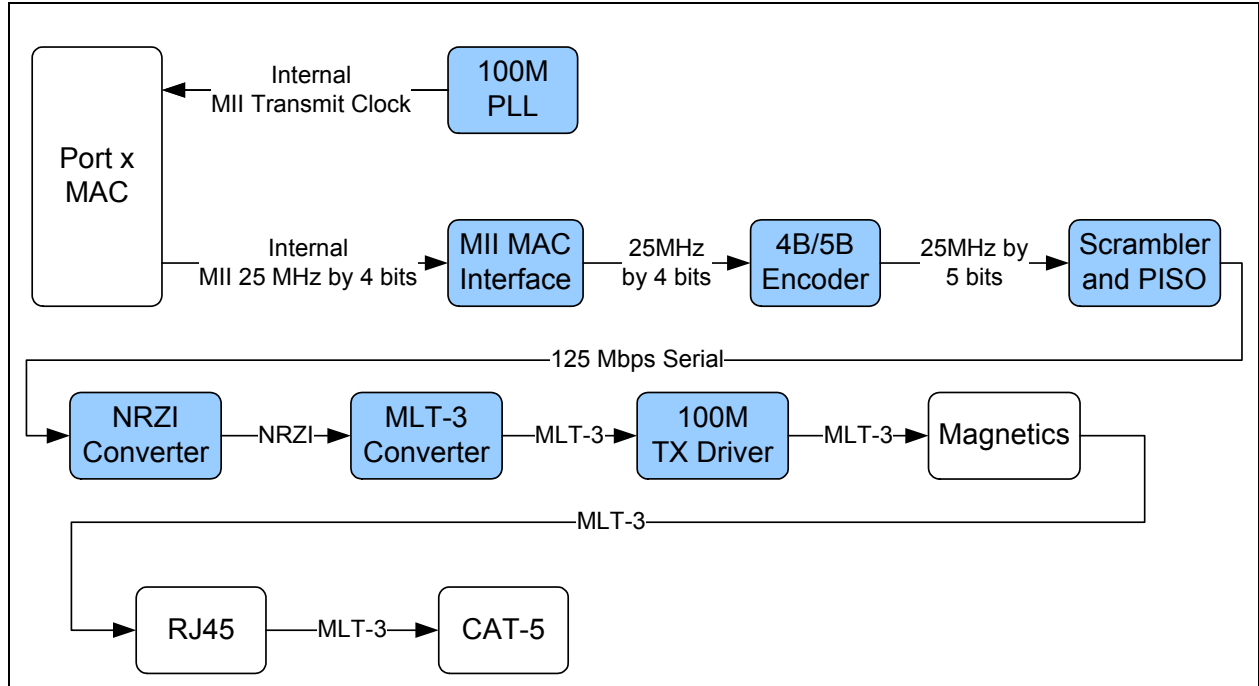 Internal
MII Transmit Clock
100M
PLL
Port x
MAC
Internal
MII 25 MHz by 4 bits
MII MAC
Interface
25MHz
by 4 bits
4B/5B
Encoder
25MHz by
5 bits
Scrambler
and PISO
125 Mbps Serial
NRZI
Converter
NRZI
MLT-3
Converter
MLT-3
100M
TX Driver
MLT-3
Magnetics
MLT-3
RJ45
MLT-3
CAT-5